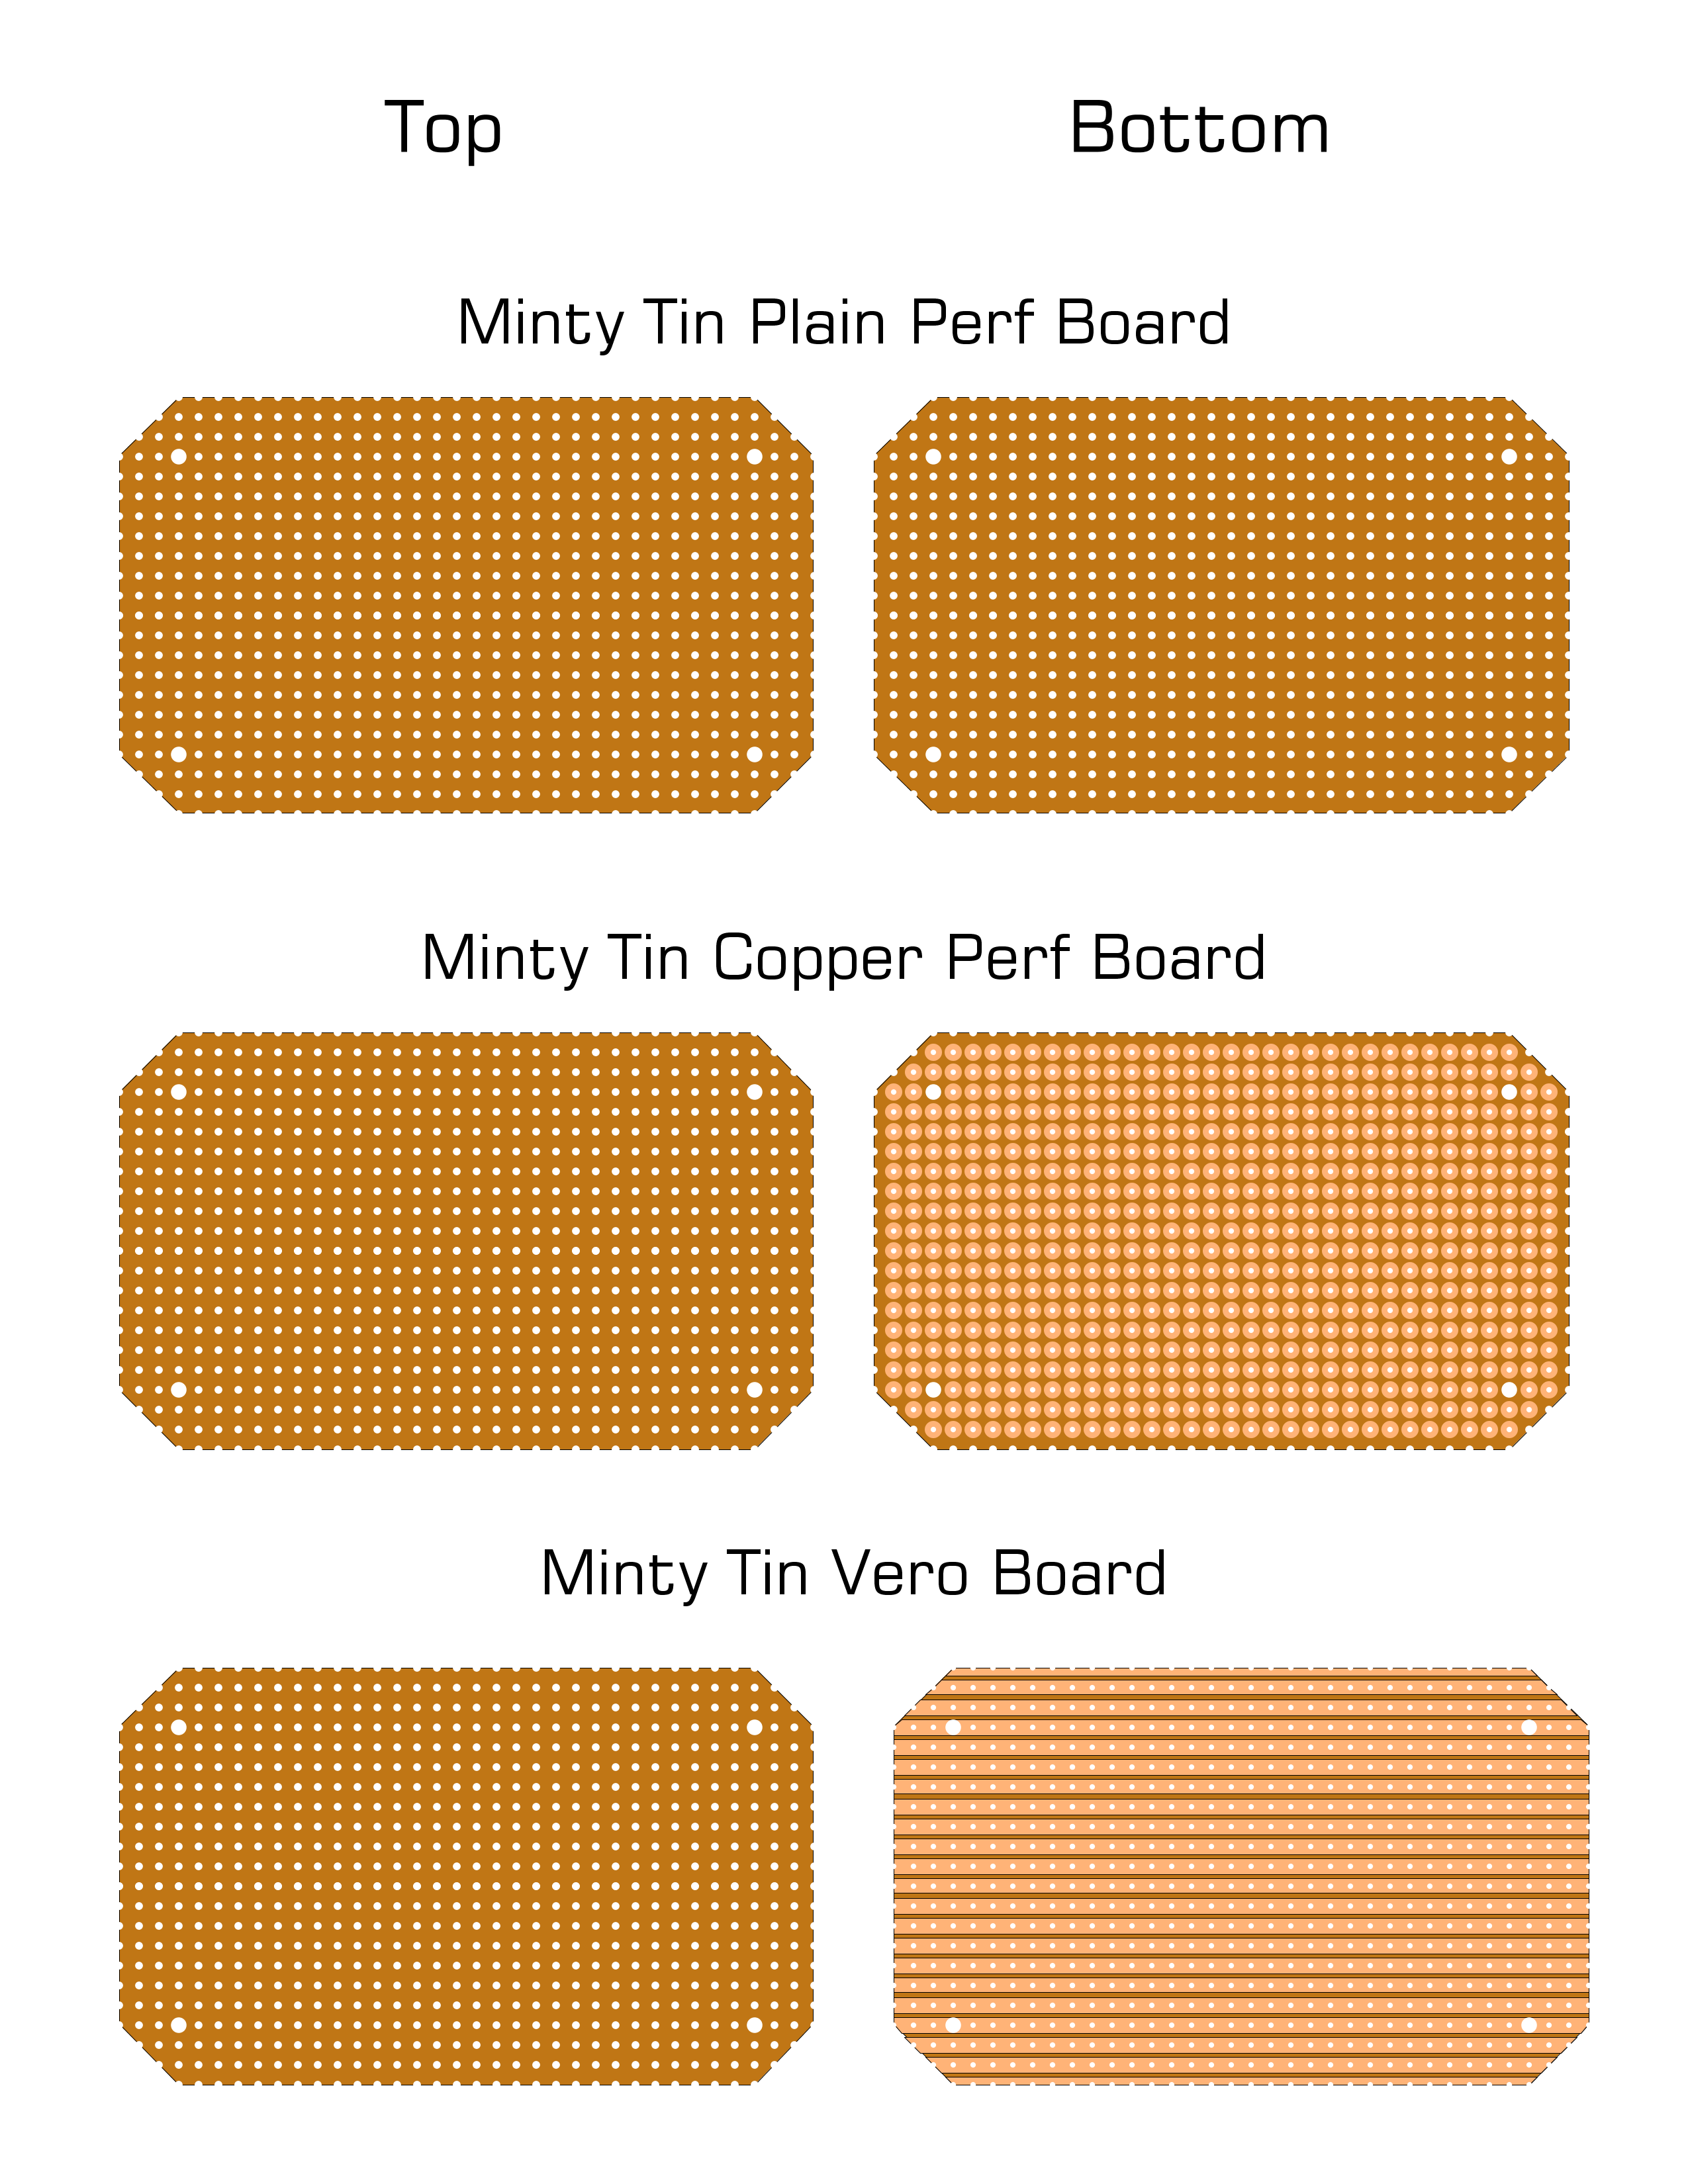 Top
Bottom
Minty Tin Plain Perf Board
Minty Tin Copper Perf Board
Minty Tin Vero Board